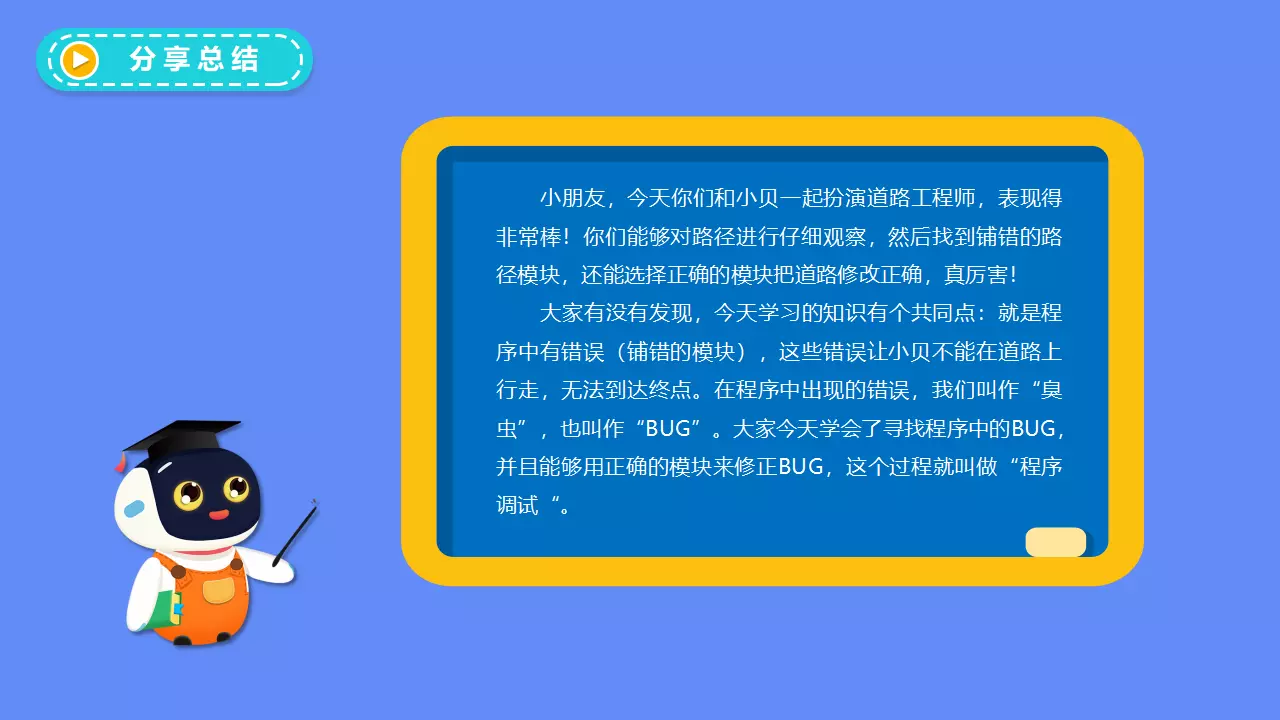 分享总结
小朋友，今天你们和小贝一起扮演道路工程师，表现得
非常棒！你们能够对路径进行仔细观察，然后找到铺错的路
径模块，还能选择正确的模块把道路修改正确，真厉害！
大家有没有发现，今天学习的知识有个共同点：就是程
序中有错误（铺错的模块），这些错误让小贝不能在道路上
行走，无法到达终点。在程序中出现的错误，我们叫作“臭
虫”，也叫作“BUG”。大家今天学会了寻找程序中的BUG，
并且能够用正确的模块来修正BUG，这个过程就叫做“程序
调试“。